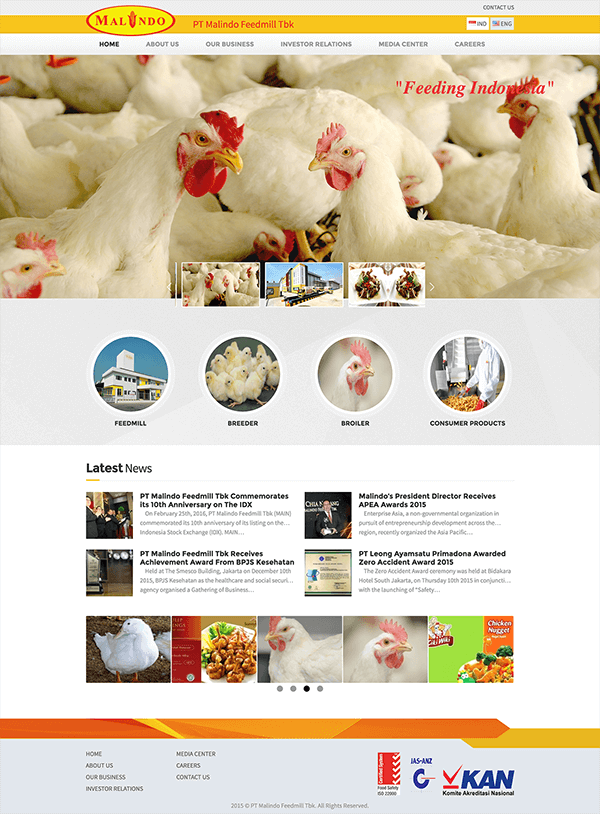 CONTACT US
MALINDO
PT Malindo Feedmill Tbk
IND
ENG
HOME
ABOUT US
OUR BUSINESS
INVESTOR RELATIONS
MEDIA CENTER
CAREERS
"Feeding Indonesia"
FEEDMILL
BREEDER
BROILER
CONSUMER PRODUCTS
Latest News
PT Malindo Feedmill Tbk Commemorates
its 10th Anniversary on The IDX
On February 25th, 2016, PT Malindo Feedmill Tbk (MAIN)
commemorated its 10th anniversary of its listing on the...
Indonesia Stock Exchange (IDX). MAIN...
Malindo's President Director Receives
APEA Awards 2015
Enterprise Asia, a non-governmental organization in
pursuit of entrepreneurship development across the...
region, recently organized the Asia Pacific...
PT Malindo Feedmill Tbk Receives
Achievement Award From BPJS Kesehatan
Held at The Smesco Building, Jakarta on December 10th
2015, BPJS Kesehatan as the healthcare and social securi...
agency organised a Gathering of Business...
PT Leong Ayamsatu Primadona Awarded
Zero Accident Award 2015
The Zero Accident Award ceremony was held at Bidakara
Hotel South Jakarta, on Thursday 10th 2015 in conjuncti...
with the launching of "Safety...
Chicken
Nugget
HOME
ABOUT US
OUR BUSINESS
INVESTOR RELATIONS
MEDIA CENTER
CAREERS
CONTACT US
Certified System
Food Safety
ISO 22000
JAS-ANZ
KAN
Komite Akreditasi Nasional
2015 © PT Malindo Feedmill Tbk. All Rights Reserved.